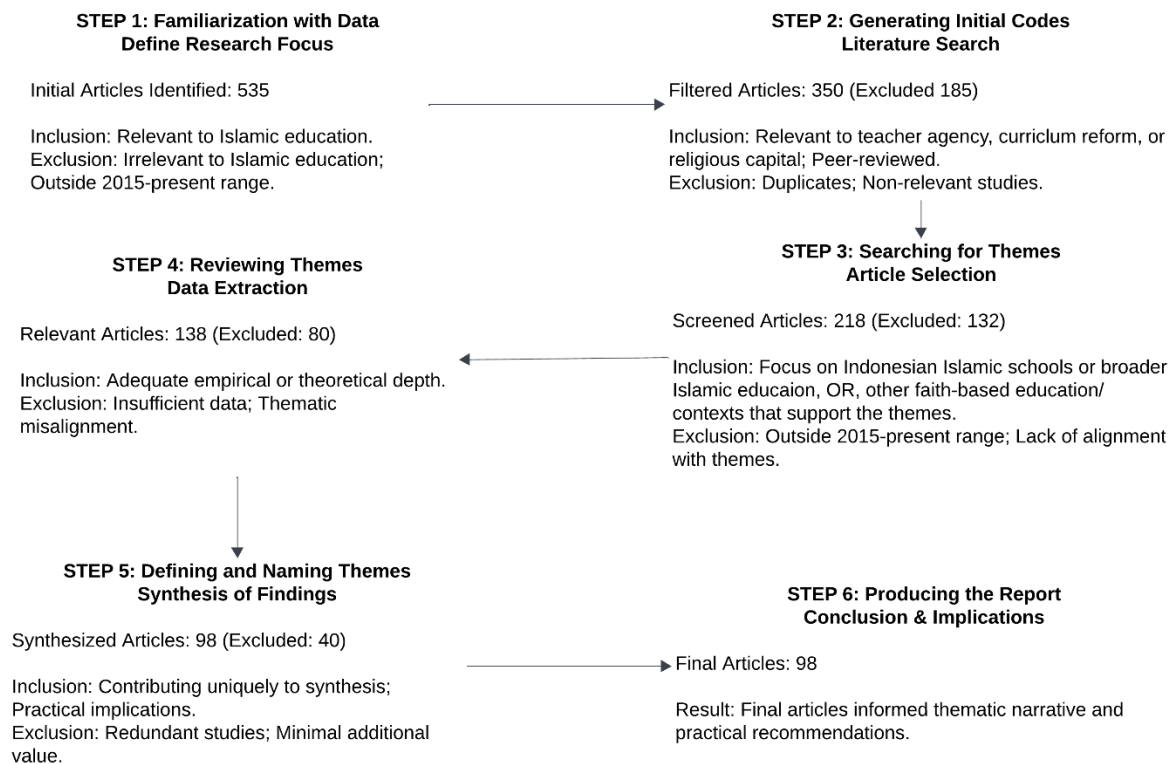 STEP 1: Familiarization with Data
Define Research Focus
Initial Articles Identified: 535
Inclusion: Relevant to Islamic education.
Exclusion: Irrelevant to Islamic education;
Outside 2015-present range.
STEP 2: Generating Initial Codes
Literature Search
Filtered Articles: 350 (Excluded 185)
Inclusion: Relevant to teacher agency, curriclum reform, or
religious capital; Peer-reviewed.
Exclusion: Duplicates; Non-relevant studies.
STEP 3: Searching for Themes
Article Selection
Screened Articles: 218 (Excluded: 132)
Inclusion: Focus on Indonesian Islamic schools or broader
Islamic educaion, OR, other faith-based education/
contexts that support the themes.
Exclusion: Outside 2015-present range; Lack of alignment
with themes.
STEP 4: Reviewing Themes
Data Extraction
Relevant Articles: 138 (Excluded: 80)
Inclusion: Adequate empirical or theoretical depth.
Exclusion: Insufficient data; Thematic
misalignment.
STEP 5: Defining and Naming Themes
Synthesis of Findings
Synthesized Articles: 98 (Excluded: 40)
Inclusion: Contributing uniquely to synthesis;
Practical implications.
Exclusion: Redundant studies; Minimal additional
value.
STEP 6: Producing the Report
Conclusion & Implications
Final Articles: 98
Result: Final articles informed thematic narrative and
practical recommendations.